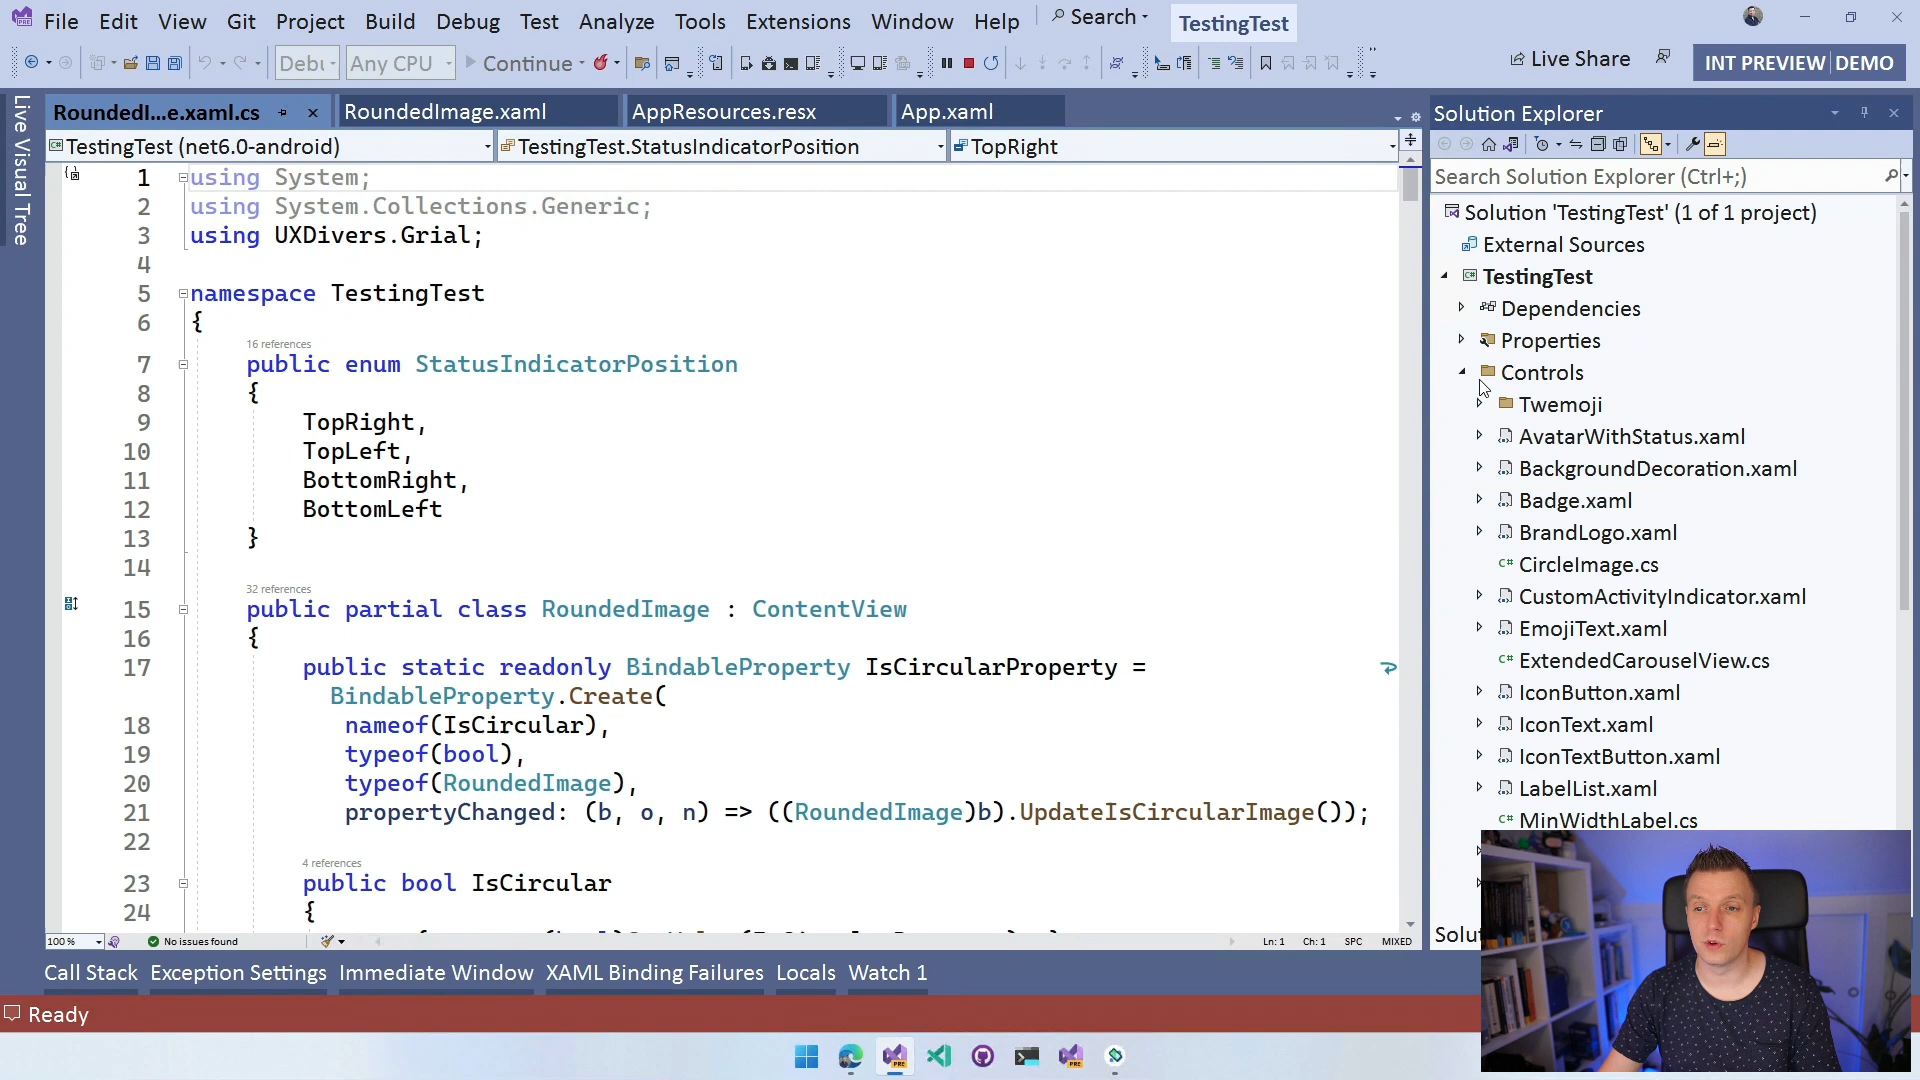 File Edit View Git Project Build Debug Test Analyze Tools Extensions Window Help Search TestingTest
Debu Any CPU Continue Live Share INT PREVIEW DEMO
Live Visual Tree
RoundedI...e.xaml.cs RoundedImage.xaml AppResources.resx App.xaml
TestingTest (net6.0-android) TestingTest.StatusIndicatorPosition TopRight
1 using System;
2 using System.Collections.Generic;
3 using UXDivers.Grial;
4
5 namespace TestingTest
6 {
16 references
7 public enum StatusIndicatorPosition
8 {
9 TopRight,
10 TopLeft,
11 BottomRight,
12 BottomLeft
13 }
14
32 references
15 public partial class RoundedImage : ContentView
16 {
17 public static readonly BindableProperty IsCircularProperty =
BindableProperty.Create(
18 nameof(IsCircular),
19 typeof(bool),
20 typeof(RoundedImage),
21 propertyChanged: (b, o, n) => ((RoundedImage)b).UpdateIsCircularImage());
22
4 references
23 public bool IsCircular
24 {
100 % No issues found Ln: 1 Ch: 1 SPC MIXED
Solution Explorer
Search Solution Explorer (Ctrl+;)
Solution 'TestingTest' (1 of 1 project)
External Sources
TestingTest
Dependencies
Properties
Controls
Twemoji
AvatarWithStatus.xaml
BackgroundDecoration.xaml
Badge.xaml
BrandLogo.xaml
CircleImage.cs
CustomActivityIndicator.xaml
EmojiText.xaml
ExtendedCarouselView.cs
IconButton.xaml
IconText.xaml
IconTextButton.xaml
LabelList.xaml
MinWidthLabel.cs
Solut
Call Stack Exception Settings Immediate Window XAML Binding Failures Locals Watch 1
Ready